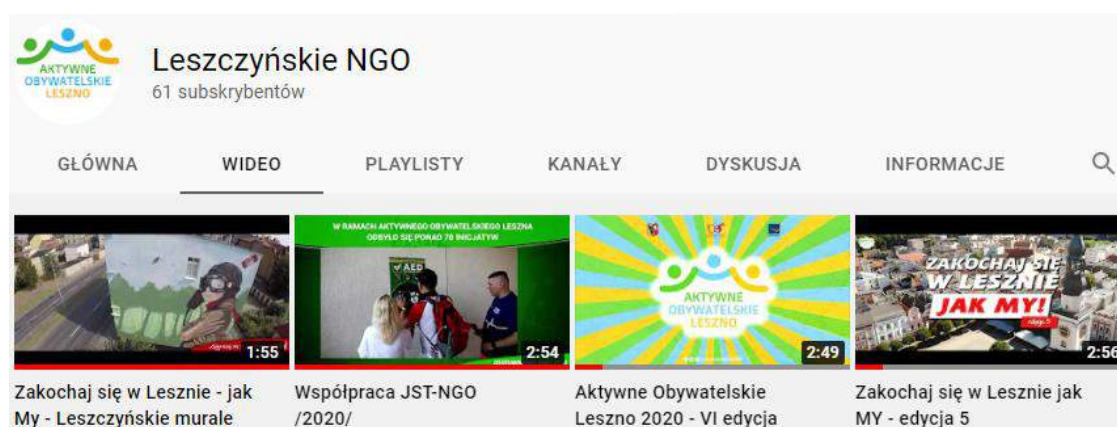 AKTYWNE
OBYWATELSKIE
LESZNO
Leszczyńskie NGO
61 subskrybentów
GŁÓWNA WIDEO PLAYLISTY KANAŁY DYSKUSJA INFORMACJE
1:55
W RAMACH AKTYWNEGO OBYWATELSKIEGO LESZNA
ODBYŁO SIĘ PONAD 70 INICJATYW
AED
2:54
AKTYWNE
OBYWATELSKIE
LESZNO
2:49
ZAKOCHAJ SIĘ
W LESZNIE
JAK MY!
2:56
Zakochaj się w Lesznie - jak
My - Leszczyńskie murale
Współpraca JST-NGO
/2020/
Aktywne Obywatelskie
Leszno 2020 - VI edycja
Zakochaj się w Lesznie jak
MY - edycja 5